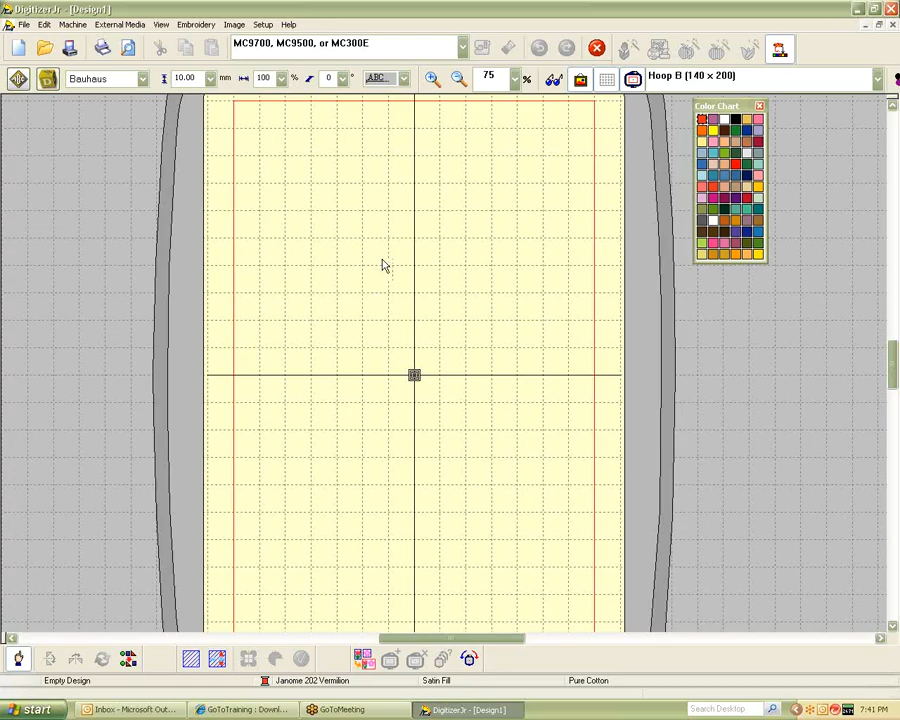 DigitizerJr - [Design1]
File Edit Machine External Media View Embroidery Image Setup Help
MC9700, MC9500, or MC300E
Bauhaus 10.00 mm 100 % 0 ABC 75 % Hoop B (140 x 200)
Color Chart
Empty Design Janome 202 Vermilion Satin Fill Pure Cotton
start Inbox - Microsoft Out... GoToTraining : Downl... GoToMeeting DigitizerJr - [Design1] Search Desktop 7:41 PM